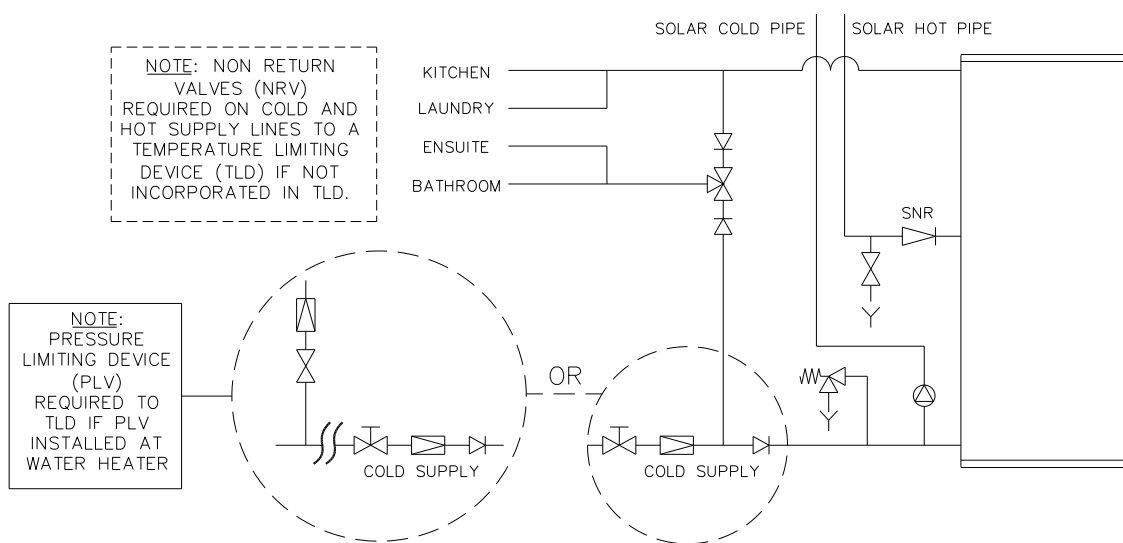 SOLAR COLD PIPE
SOLAR HOT PIPE
NOTE: NON RETURN
VALVES (NRV)
REQUIRED ON COLD AND
HOT SUPPLY LINES TO A
TEMPERATURE LIMITING
DEVICE (TLD) IF NOT
INCORPORATED IN TLD.
KITCHEN
LAUNDRY
ENSUITE
BATHROOM
SNR
NOTE:
PRESSURE
LIMITING DEVICE
(PLV)
REQUIRED TO
TLD IF PLV
INSTALLED AT
WATER HEATER
OR
COLD SUPPLY
COLD SUPPLY